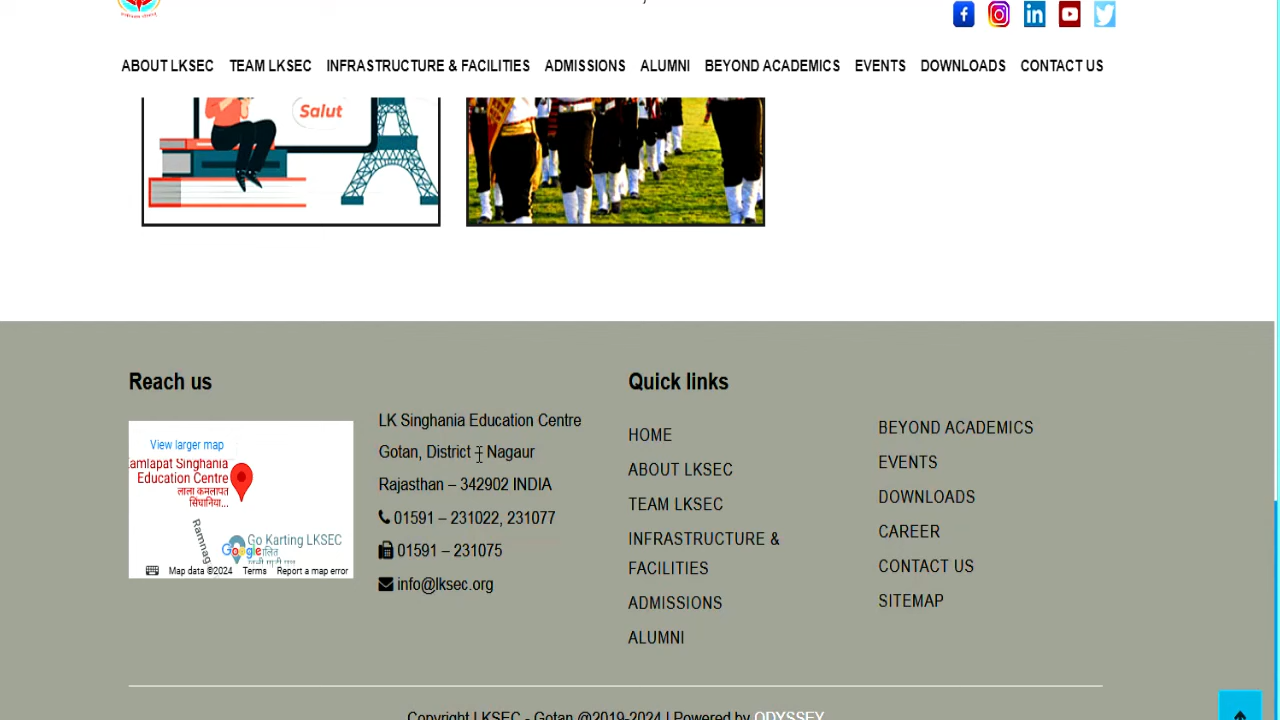 ABOUT LKSEC TEAM LKSEC INFRASTRUCTURE & FACILITIES ADMISSIONS ALUMNI BEYOND ACADEMICS EVENTS DOWNLOADS CONTACT US
Salut
Reach us
View larger map
Kamlapat Singhania
Education Centre
लाला कमलापत
सिंघानिया...
Ramnag
Go Karting LKSEC
Google
Map data ©2024 Terms Report a map error
LK Singhania Education Centre
Gotan, District – Nagaur
Rajasthan – 342902 INDIA
01591 – 231022, 231077
01591 – 231075
info@lksec.org
Quick links
HOME
ABOUT LKSEC
TEAM LKSEC
INFRASTRUCTURE &
FACILITIES
ADMISSIONS
ALUMNI
BEYOND ACADEMICS
EVENTS
DOWNLOADS
CAREER
CONTACT US
SITEMAP
Copyright LKSEC - Gotan @2019-2024 | Powered by ODYSSEY